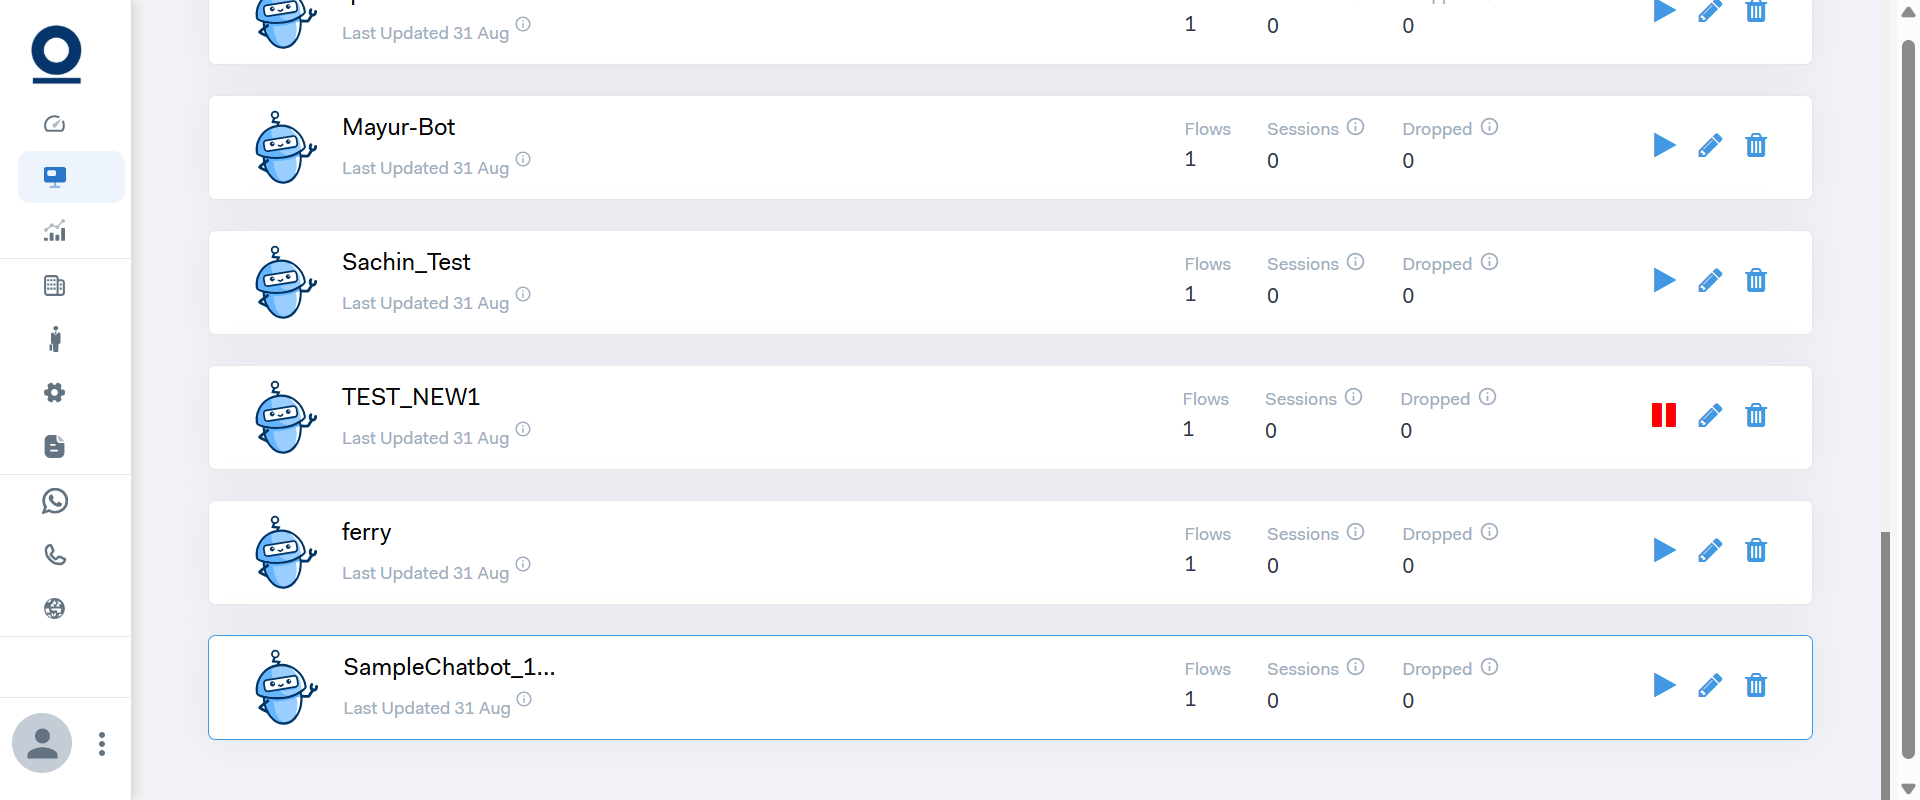 Last Updated 31 Aug
1
0
0
Mayur-Bot
Last Updated 31 Aug
Flows
1
Sessions
0
Dropped
0
Sachin_Test
Last Updated 31 Aug
Flows
1
Sessions
0
Dropped
0
TEST_NEW1
Last Updated 31 Aug
Flows
1
Sessions
0
Dropped
0
ferry
Last Updated 31 Aug
Flows
1
Sessions
0
Dropped
0
SampleChatbot_1...
Last Updated 31 Aug
Flows
1
Sessions
0
Dropped
0